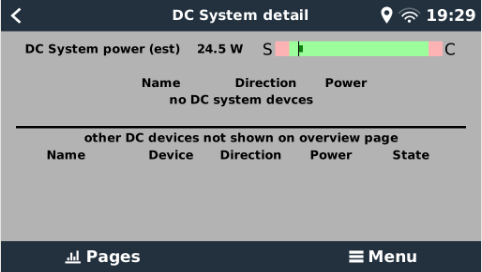 DC System detail 19:29
DC System power (est) 24.5 W S C
Name Direction Power
no DC system devces
other DC devices not shown on overview page
Name Device Direction Power State
Pages Menu